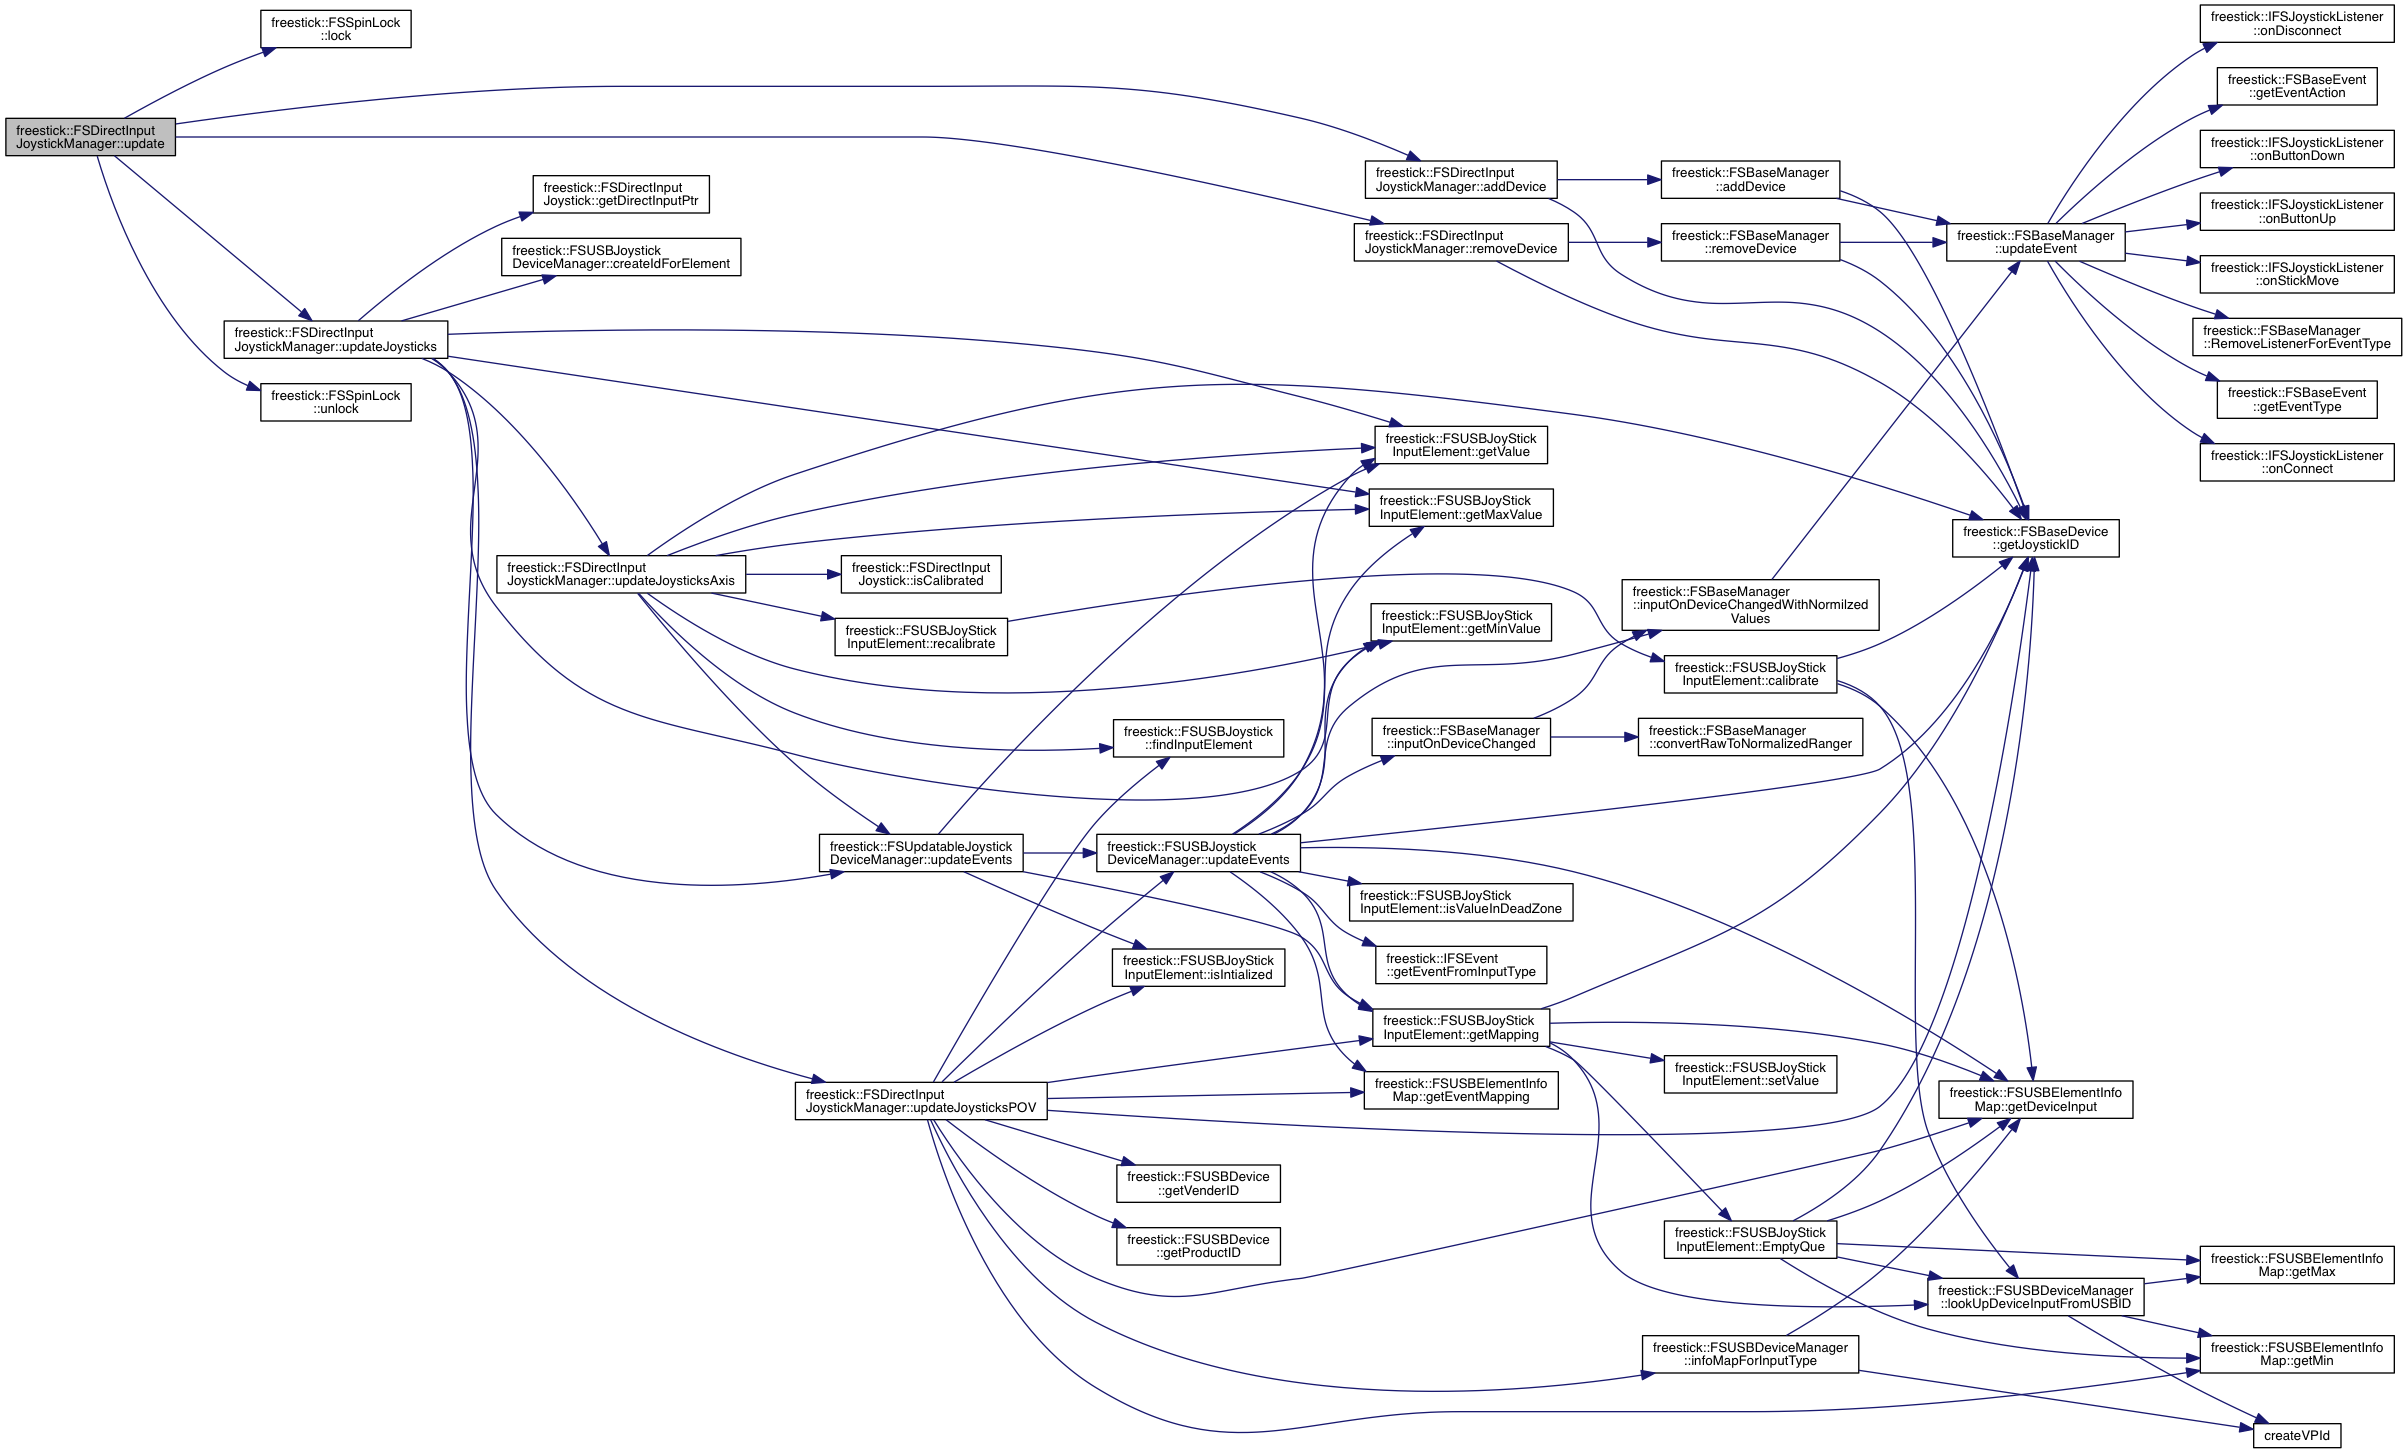 freestick::FSSpinLock
::lock
freestick::FSDirectInput
JoystickManager::update
freestick::FSDirectInput
Joystick::getDirectInputPtr
freestick::FSUSBJoystick
DeviceManager::createIdForElement
freestick::FSDirectInput
JoystickManager::updateJoysticks
freestick::FSSpinLock
::unlock
freestick::FSDirectInput
JoystickManager::updateJoysticksAxis
freestick::FSDirectInput
Joystick::isCalibrated
freestick::FSUSBJoyStick
InputElement::recalibrate
freestick::FSUSBJoystick
::findInputElement
freestick::FSUpdatableJoystick
DeviceManager::updateEvents
freestick::FSUSBJoystick
DeviceManager::updateEvents
freestick::FSUSBJoyStick
InputElement::isIntialized
freestick::FSDirectInput
JoystickManager::updateJoysticksPOV
freestick::FSUSBDevice
::getVenderID
freestick::FSUSBDevice
::getProductID
freestick::FSDirectInput
JoystickManager::addDevice
freestick::FSDirectInput
JoystickManager::removeDevice
freestick::FSUSBJoyStick
InputElement::getValue
freestick::FSUSBJoyStick
InputElement::getMaxValue
freestick::FSUSBJoyStick
InputElement::getMinValue
freestick::FSBaseManager
::inputOnDeviceChanged
freestick::FSUSBJoyStick
InputElement::isValueInDeadZone
freestick::IFSEvent
::getEventFromInputType
freestick::FSUSBJoyStick
InputElement::getMapping
freestick::FSUSBElementInfo
Map::getEventMapping
freestick::FSBaseManager
::addDevice
freestick::FSBaseManager
::removeDevice
freestick::FSBaseManager
::inputOnDeviceChangedWithNormilzed
Values
freestick::FSUSBJoyStick
InputElement::calibrate
freestick::FSBaseManager
::convertRawToNormalizedRanger
freestick::FSUSBJoyStick
InputElement::setValue
freestick::FSUSBJoyStick
InputElement::EmptyQue
freestick::FSUSBDeviceManager
::infoMapForInputType
freestick::FSBaseManager
::updateEvent
freestick::FSBaseDevice
::getJoystickID
freestick::FSUSBElementInfo
Map::getDeviceInput
freestick::FSUSBDeviceManager
::lookUpDeviceInputFromUSBID
freestick::IFSJoystickListener
::onDisconnect
freestick::FSBaseEvent
::getEventAction
freestick::IFSJoystickListener
::onButtonDown
freestick::IFSJoystickListener
::onButtonUp
freestick::IFSJoystickListener
::onStickMove
freestick::FSBaseManager
::RemoveListenerForEventType
freestick::FSBaseEvent
::getEventType
freestick::IFSJoystickListener
::onConnect
freestick::FSUSBElementInfo
Map::getMax
freestick::FSUSBElementInfo
Map::getMin
createVPId